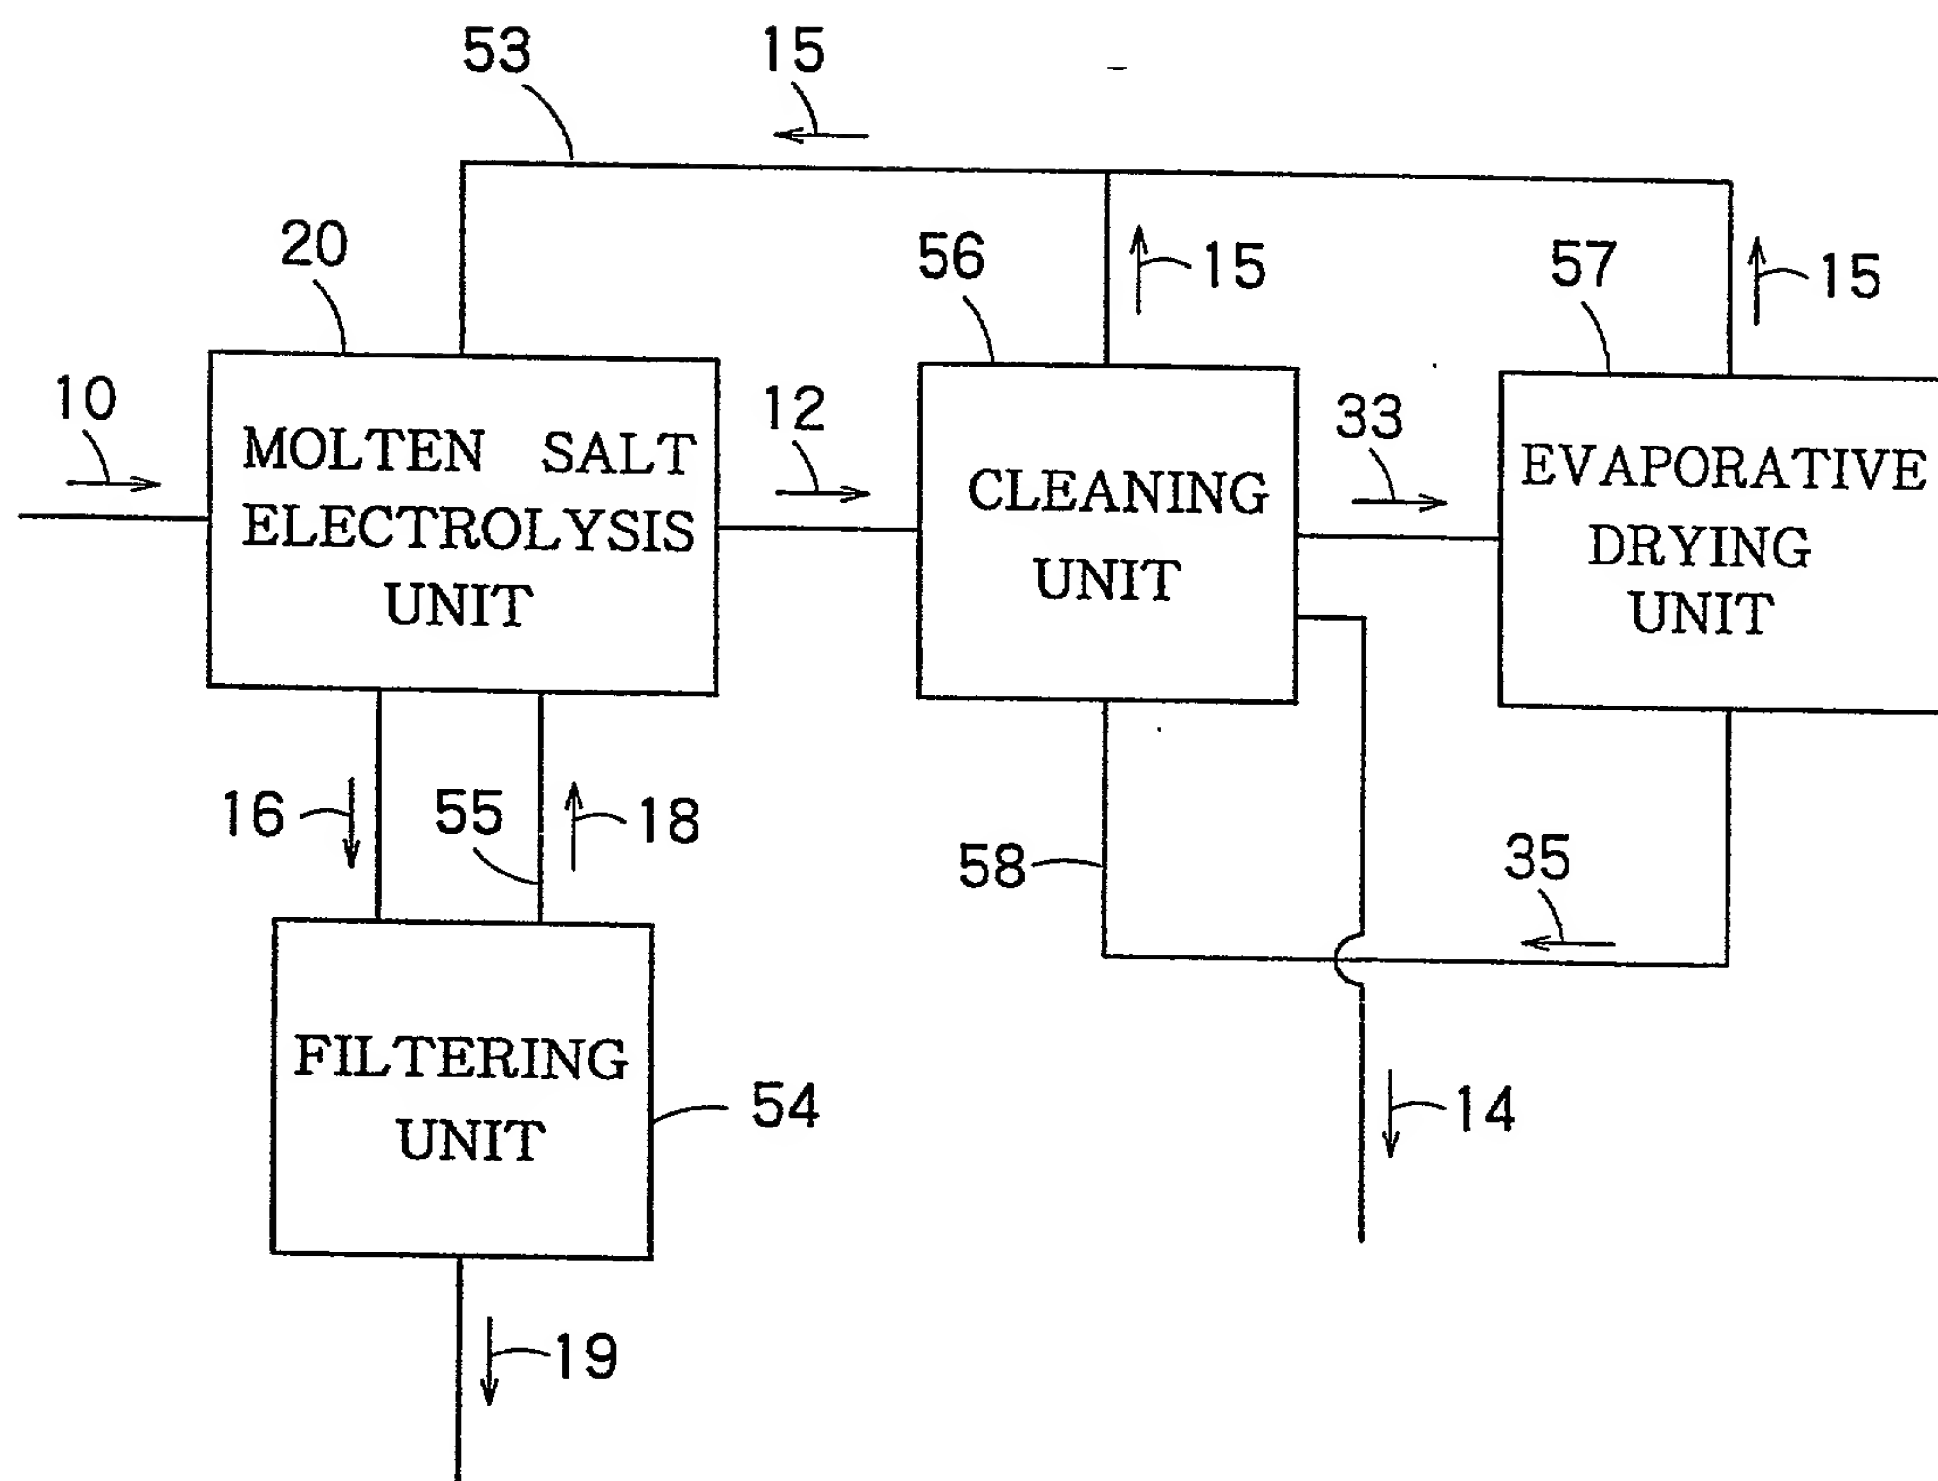 53
15
20
56
15
57
15
10
MOLTEN SALT
ELECTROLYSIS
UNIT
12
CLEANING
UNIT
33
EVAPORATIVE
DRYING
UNIT
16
55
18
58
35
FILTERING
UNIT
54
14
19